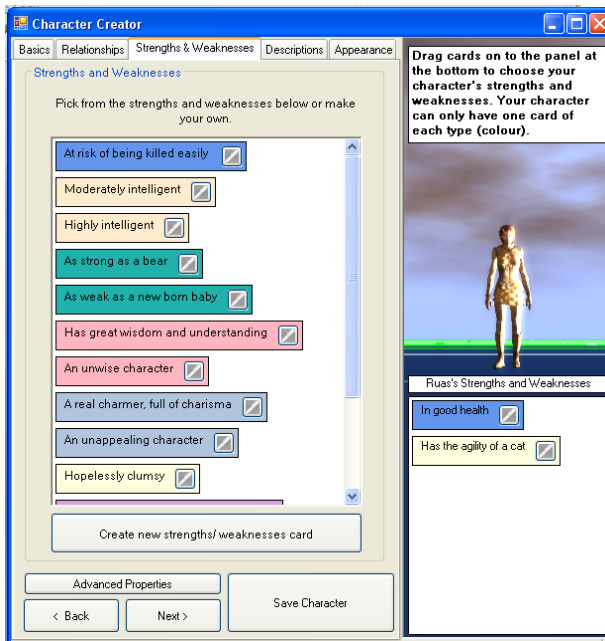 Character Creator
Basics
Relationships
Strengths & Weaknesses
Descriptions
Appearance
Strengths and Weaknesses
Pick from the strengths and weaknesses below or make
your own.
At risk of being killed easily
Moderately intelligent
Highly intelligent
As strong as a bear
As weak as a new born baby
Has great wisdom and understanding
An unwise character
A real charmer, full of charisma
An unappealing character
Hopelessly clumsy
Create new strengths/ weaknesses card
Advanced Properties
< Back
Next >
Save Character
Drag cards on to the panel at
the bottom to choose your
character's strengths and
weaknesses. Your character
can only have one card of
each type (colour).
Ruas's Strengths and Weaknesses
In good health
Has the agility of a cat